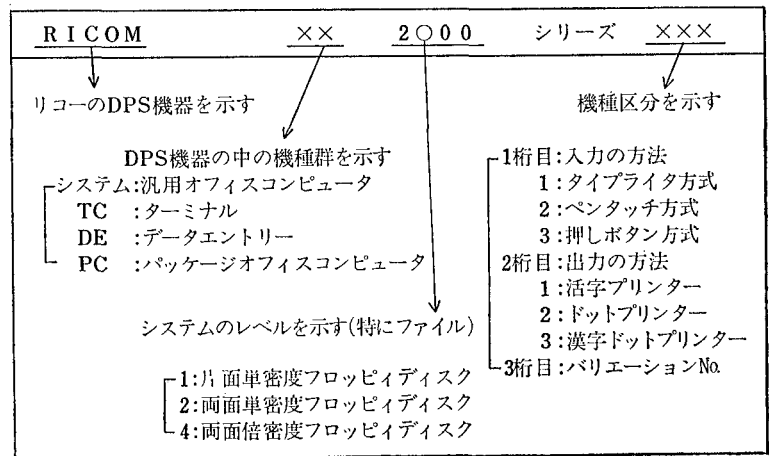 RICOM ×× 2○00 シリーズ ×××
リコーのDPS機器を示す
機種区分を示す
DPS機器の中の機種群を示す
システム:汎用オフィスコンピュータ
TC :ターミナル
DE :データエントリー
PC :パッケージオフィスコンピュータ
システムのレベルを示す(特にファイル)
1:片面単密度フロッピィディスク
2:両面単密度フロッピィディスク
4:両面倍密度フロッピィディスク
1桁目:入力の方法
1:タイプライタ方式
2:ペンタッチ方式
3:押しボタン方式
2桁目:出力の方法
1:活字プリンター
2:ドットプリンター
3:漢字ドットプリンター
3桁目:バリエーション№